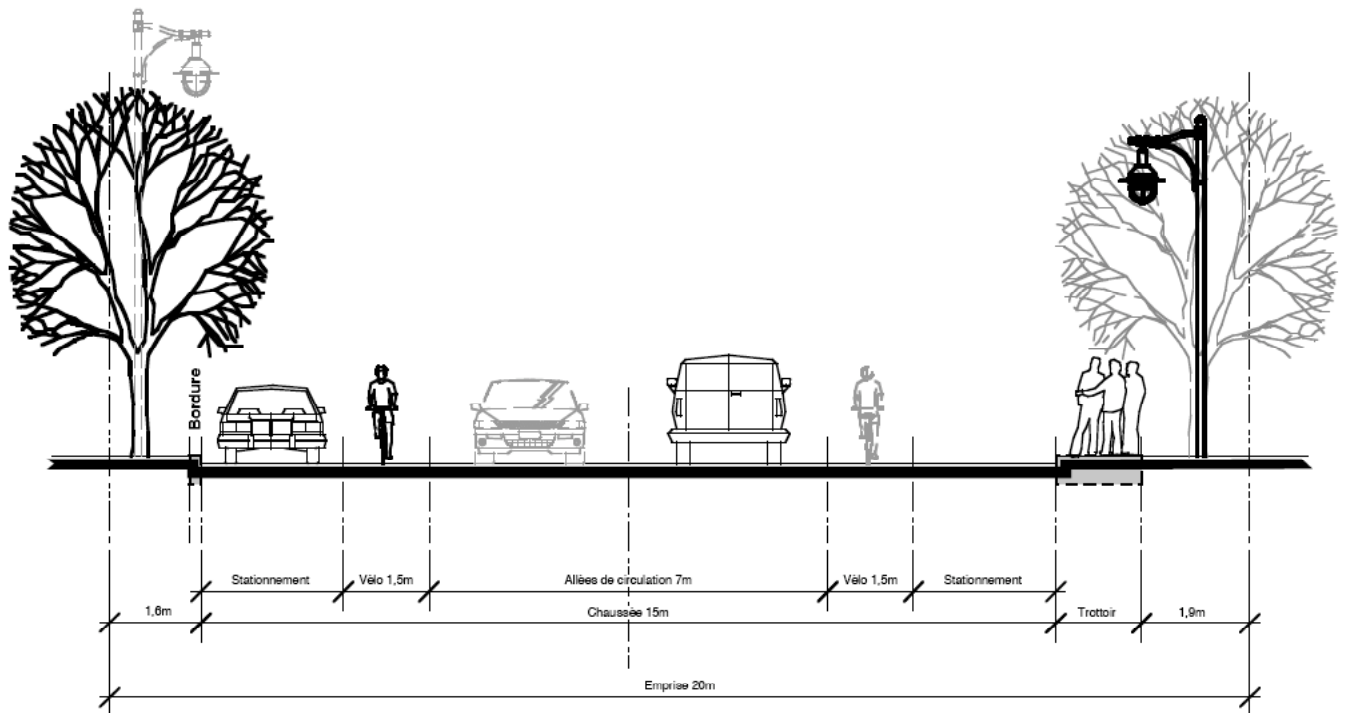 Bordure
Stationnement Vélo 1,5m Allées de circulation 7m Vélo 1,5m Stationnement
1,6m Chaussée 15m Trottoir 1,9m
Emprise 20m